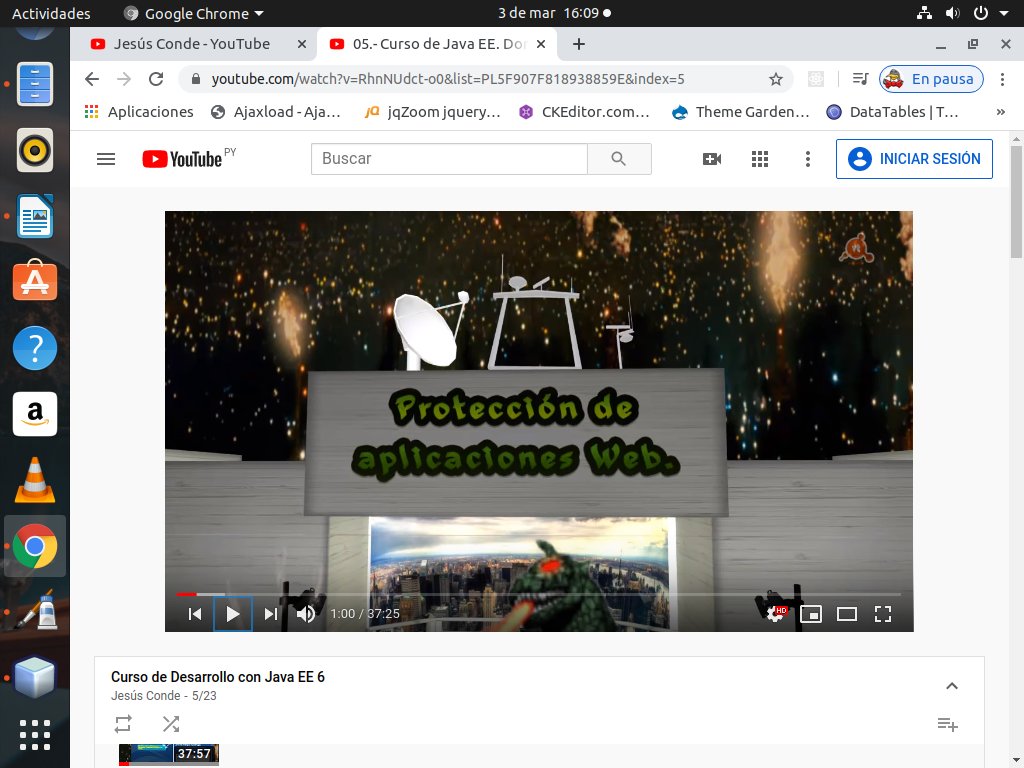 Actividades
Google Chrome
3 de mar 16:09
Jesús Conde - YouTube
05.- Curso de Java EE. Dor
youtube.com/watch?v=RhnNUdct-o0&list=PL5F907F818938859E&index=5
En pausa
Aplicaciones
Ajaxload - Aja...
jqZoom jquery...
CKEditor.com...
Theme Garden...
DataTables | T...
»
YouTube PY
Buscar
INICIAR SESIÓN
Protección de
aplicaciones Web.
1:00 / 37:25
HD
Curso de Desarrollo con Java EE 6
Jesús Conde - 5/23
37:57